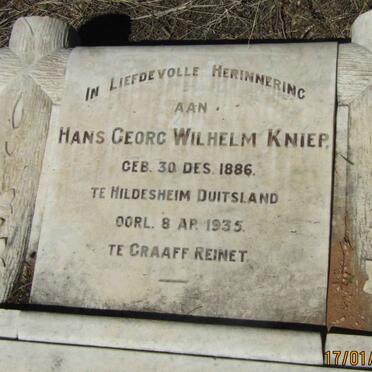 IN LIEFDEVOLLE HERINNERING
AAN
HANS GEORG WILHELM KNIEP.
GEB. 30 DES. 1886.
TE HILDESHEIM DUITSLAND
OORL. 8 AP. 1935.
TE GRAAFF REINET.
17/01/